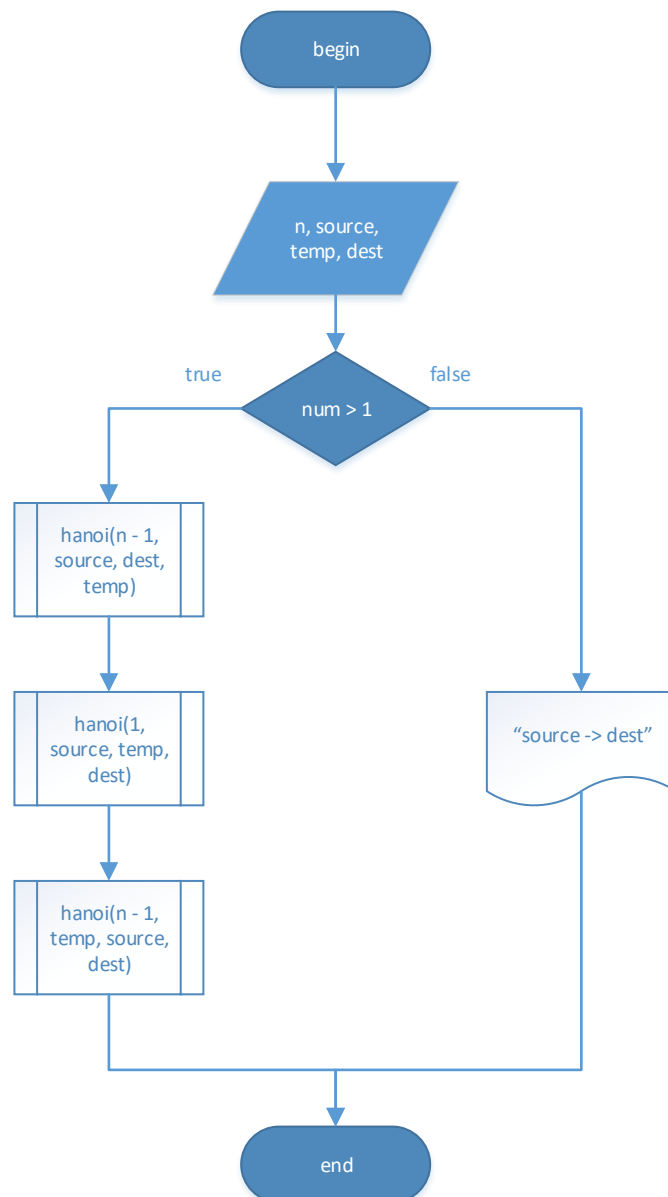 begin
n, source,
temp, dest
true
false
num > 1
hanoi(n - 1,
source, dest,
temp)
hanoi(1,
source, temp,
dest)
“source -> dest”
hanoi(n - 1,
temp, source,
dest)
end